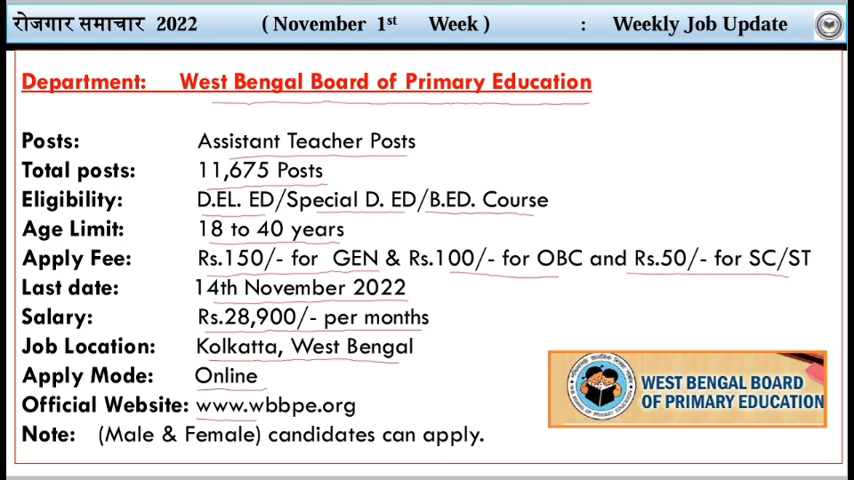 रोजगार समाचार 2022 ( November 1st Week ) : Weekly Job Update
Department: West Bengal Board of Primary Education
Posts: Assistant Teacher Posts
Total posts: 11,675 Posts
Eligibility: D.EL. ED/Special D. ED/B.ED. Course
Age Limit: 18 to 40 years
Apply Fee: Rs.150/- for GEN & Rs.100/- for OBC and Rs.50/- for SC/ST
Last date: 14th November 2022
Salary: Rs.28,900/- per months
Job Location: Kolkatta, West Bengal
Apply Mode: Online
Official Website: www.wbbpe.org
Note: (Male & Female) candidates can apply.
WEST BENGAL BOARD
OF PRIMARY EDUCATION